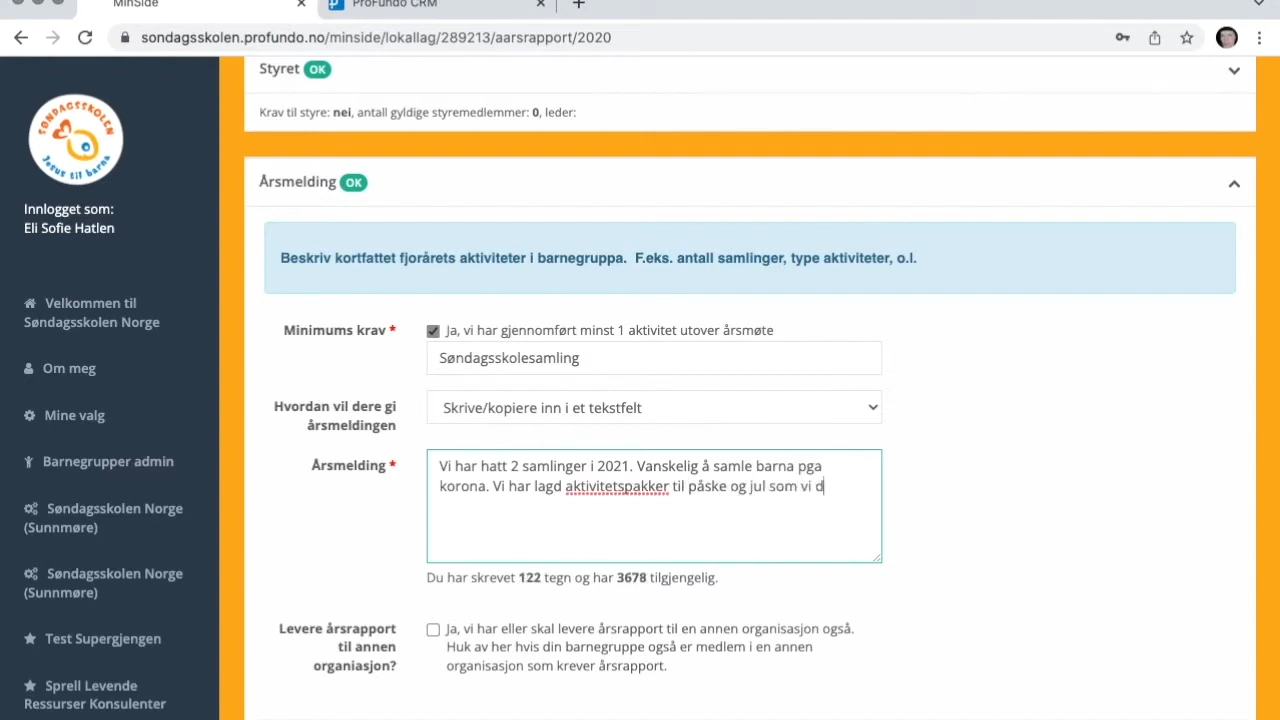 MinSide
ProFundo CRM
sondagsskolen.profundo.no/minside/lokallag/289213/aarsrapport/2020
SØNDAGSSKOLEN
Jesus til barna
Innlogget som:
Eli Sofie Hatlen
Velkommen til
Søndagsskolen Norge
Om meg
Mine valg
Barnegrupper admin
Søndagsskolen Norge
(Sunnmøre)
Søndagsskolen Norge
(Sunnmøre)
Test Supergjengen
Sprell Levende
Ressurser Konsulenter
Styret OK
Krav til styre: nei, antall gyldige styremedlemmer: 0, leder:
Årsmelding OK
Beskriv kortfattet fjorårets aktiviteter i barnegruppa. F.eks. antall samlinger, type aktiviteter, o.l.
Minimums krav *
Ja, vi har gjennomført minst 1 aktivitet utover årsmøte
Søndagsskolesamling
Hvordan vil dere gi
årsmeldingen
Skrive/kopiere inn i et tekstfelt
Årsmelding *
Vi har hatt 2 samlinger i 2021. Vanskelig å samle barna pga
korona. Vi har lagd aktivitetspakker til påske og jul som vi d
Du har skrevet 122 tegn og har 3678 tilgjengelig.
Levere årsrapport
til annen
organiasjon?
Ja, vi har eller skal levere årsrapport til en annen organisasjon også.
Huk av her hvis din barnegruppe også er medlem i en annen
organisasjon som krever årsrapport.